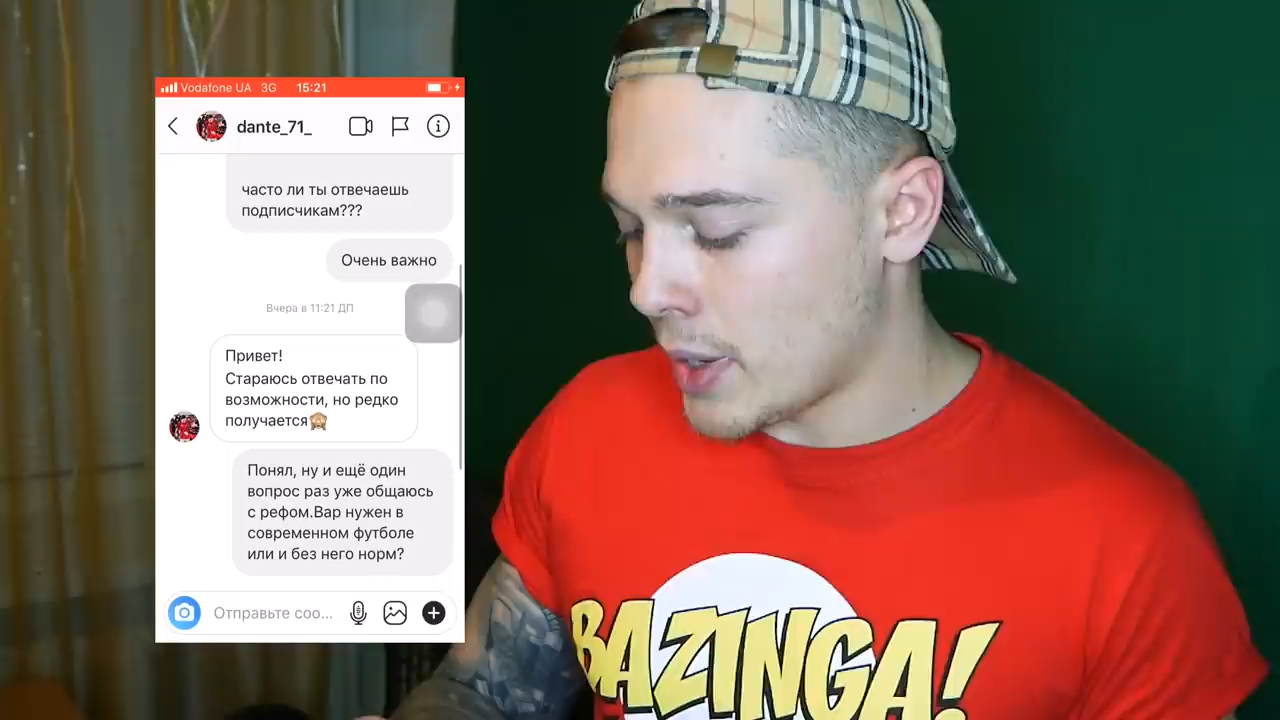 Vodafone UA 3G 15:21
dante_71_
часто ли ты отвечаешь
подписчикам???
Очень важно
Вчера в 11:21 ДП
Привет!
Стараюсь отвечать по
возможности, но редко
получается🙈
Понял, ну и ещё один
вопрос раз уже общаюсь
с рефом.Вар нужен в
современном футболе
или и без него норм?
Отправьте соо...
BAZINGA!